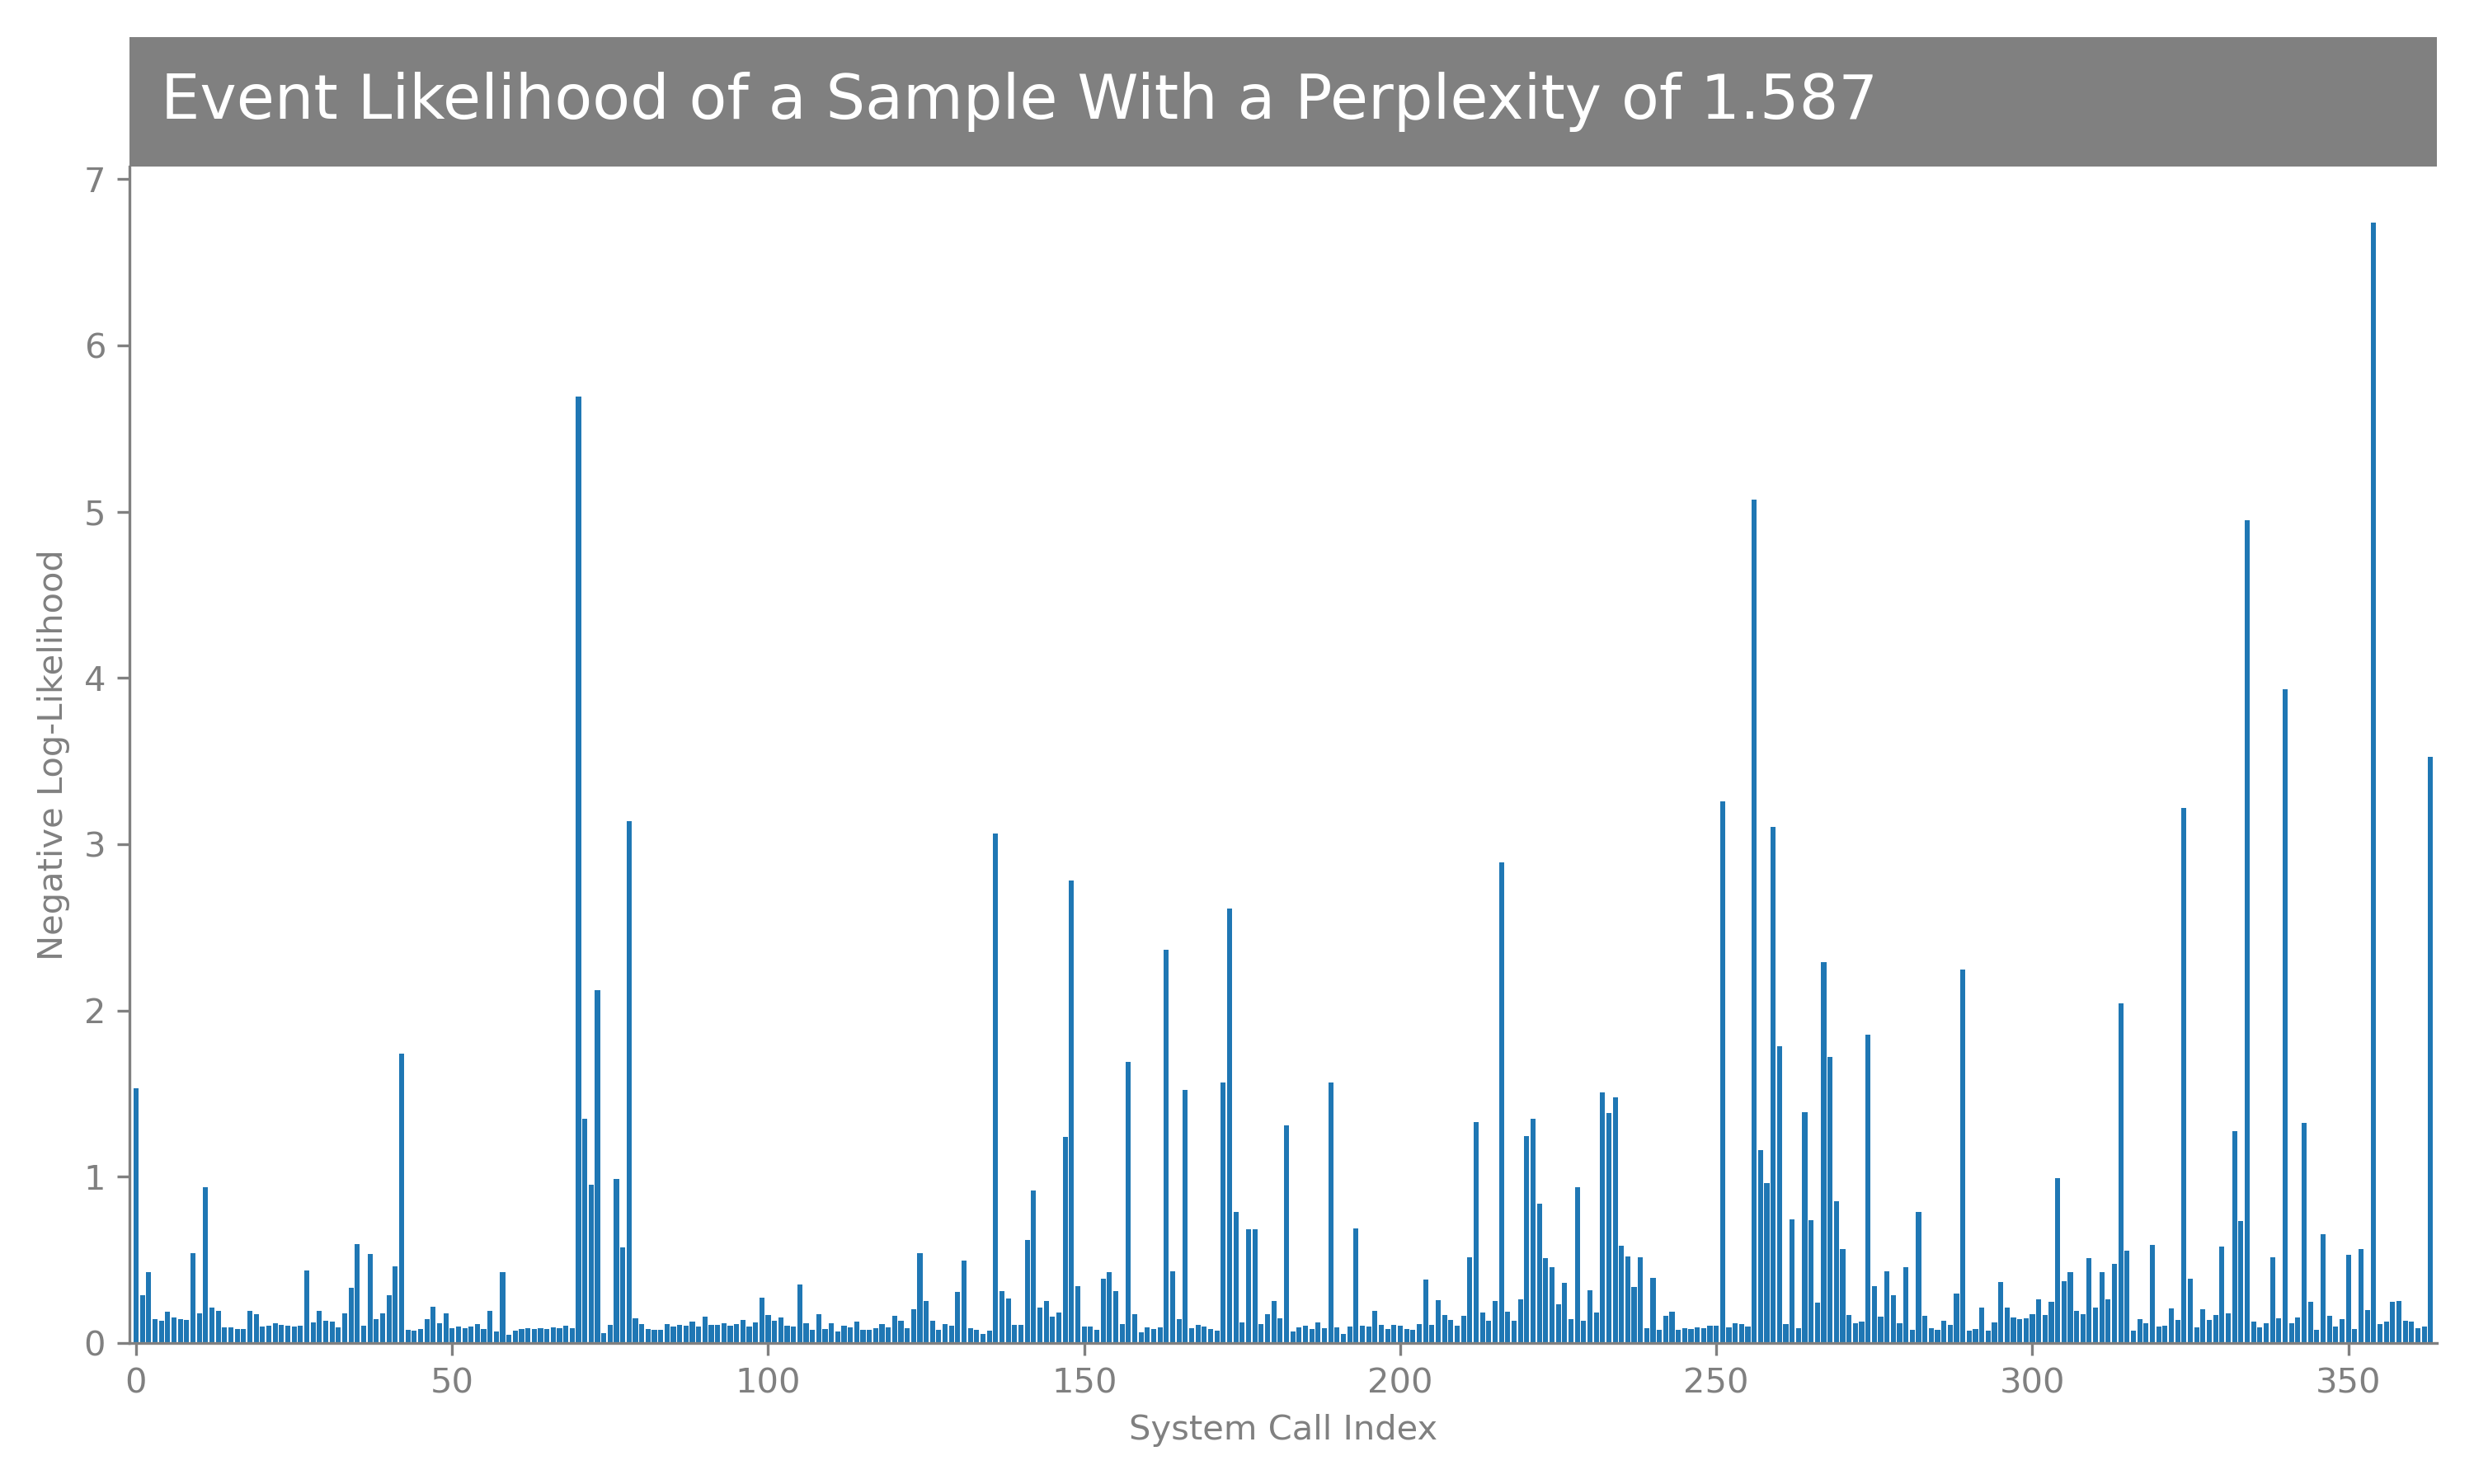 Event Likelihood of a Sample With a Perplexity of 1.587
7
6
5
4
3
2
1
0
Negative Log-Likelihood
0 50 100 150 200 250 300 350
System Call Index